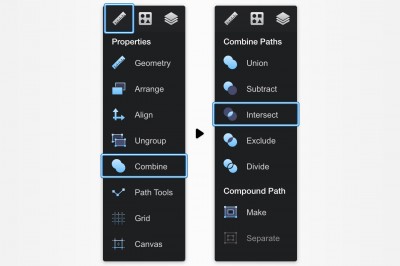 Properties
Geometry
Arrange
Align
Ungroup
Combine
Path Tools
Grid
Canvas
Combine Paths
Union
Subtract
Intersect
Exclude
Divide
Compound Path
Make
Separate